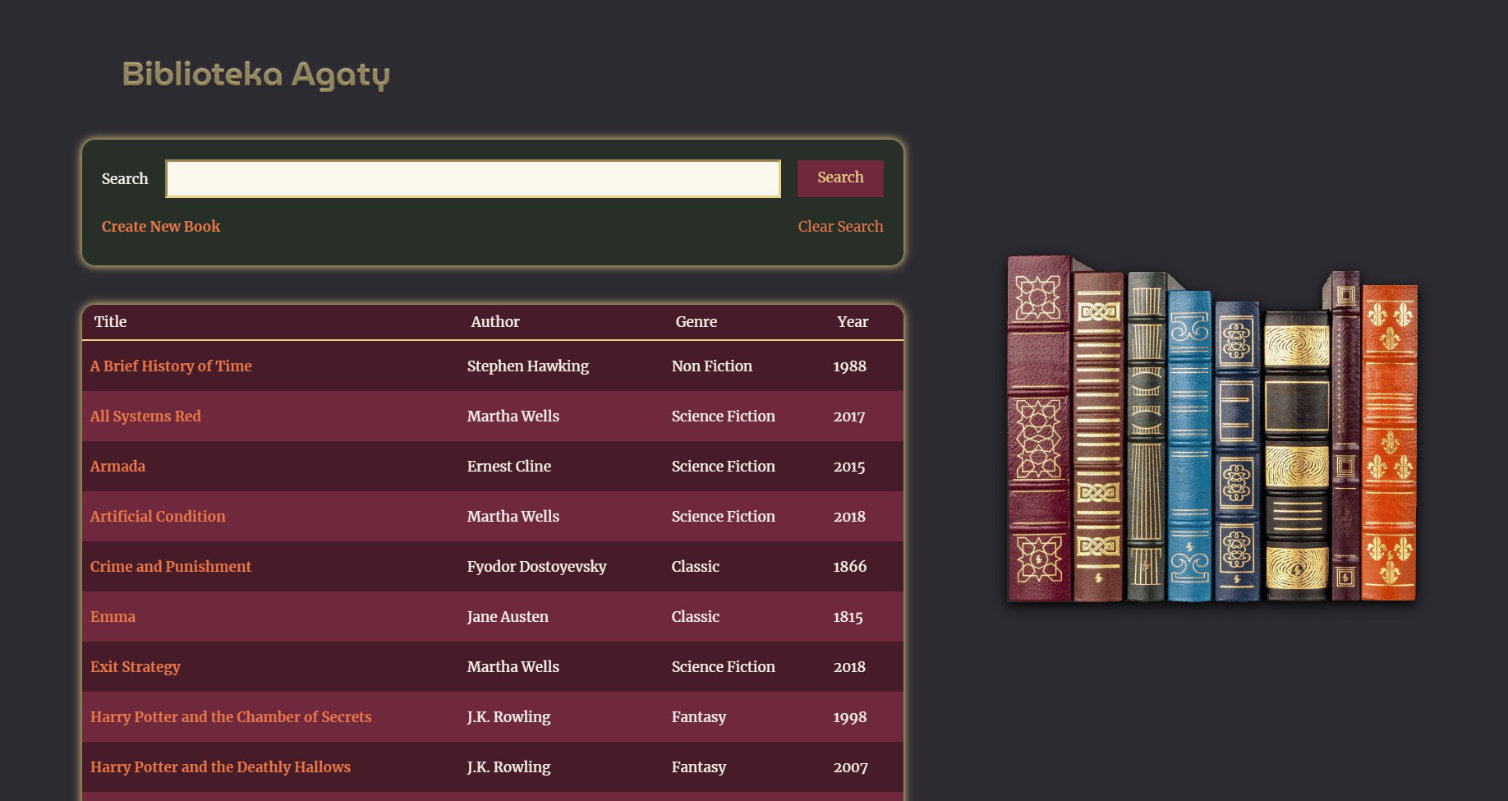 Biblioteka Agaty
Search Search
Create New Book Clear Search
Title Author Genre Year
A Brief History of Time Stephen Hawking Non Fiction 1988
All Systems Red Martha Wells Science Fiction 2017
Armada Ernest Cline Science Fiction 2015
Artificial Condition Martha Wells Science Fiction 2018
Crime and Punishment Fyodor Dostoyevsky Classic 1866
Emma Jane Austen Classic 1815
Exit Strategy Martha Wells Science Fiction 2018
Harry Potter and the Chamber of Secrets J.K. Rowling Fantasy 1998
Harry Potter and the Deathly Hallows J.K. Rowling Fantasy 2007